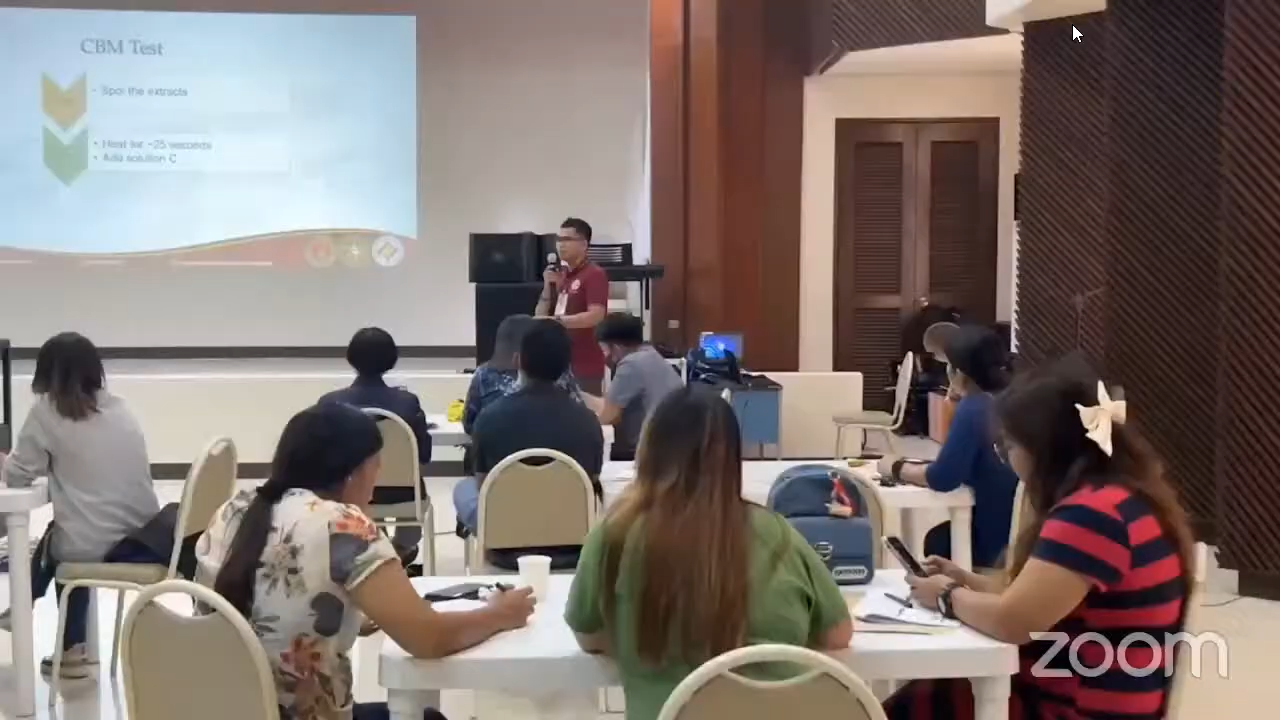 CBM Test
• Spot the extracts
• Heat for ~25 seconds
• Add solution C
zoom